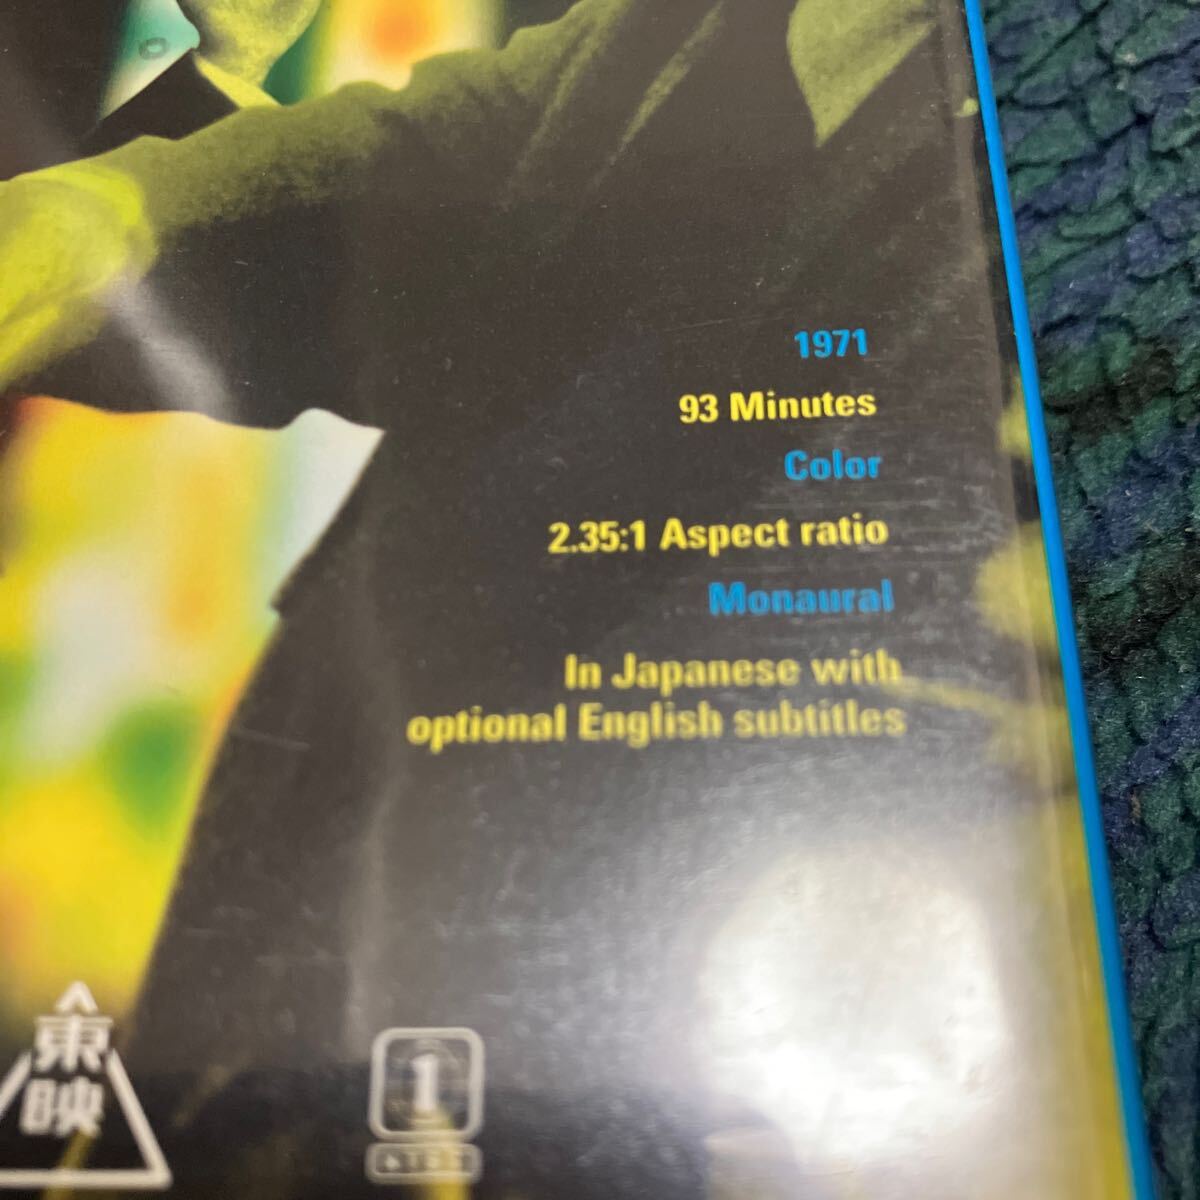 1971
93 Minutes
Color
2.35:1 Aspect ratio
Monaural
In Japanese with
optional English subtitles
東
映
1